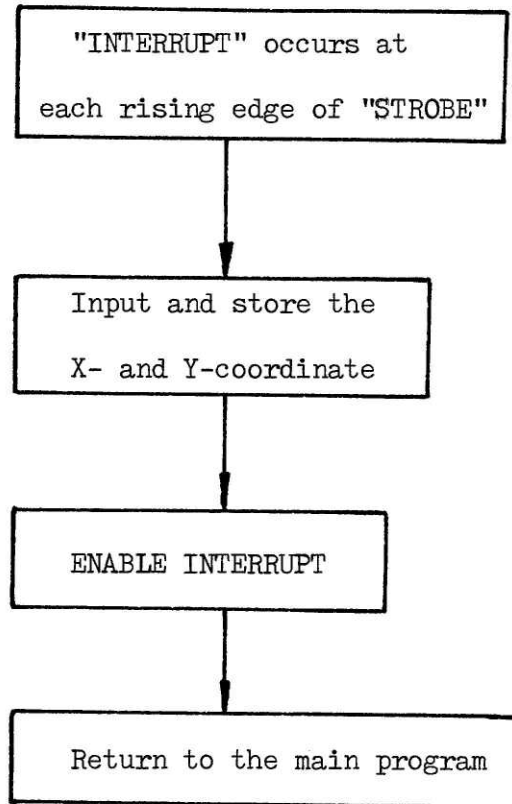 "INTERRUPT" occurs at
each rising edge of "STROBE"
Input and store the
X- and Y-coordinate
ENABLE INTERRUPT
Return to the main program